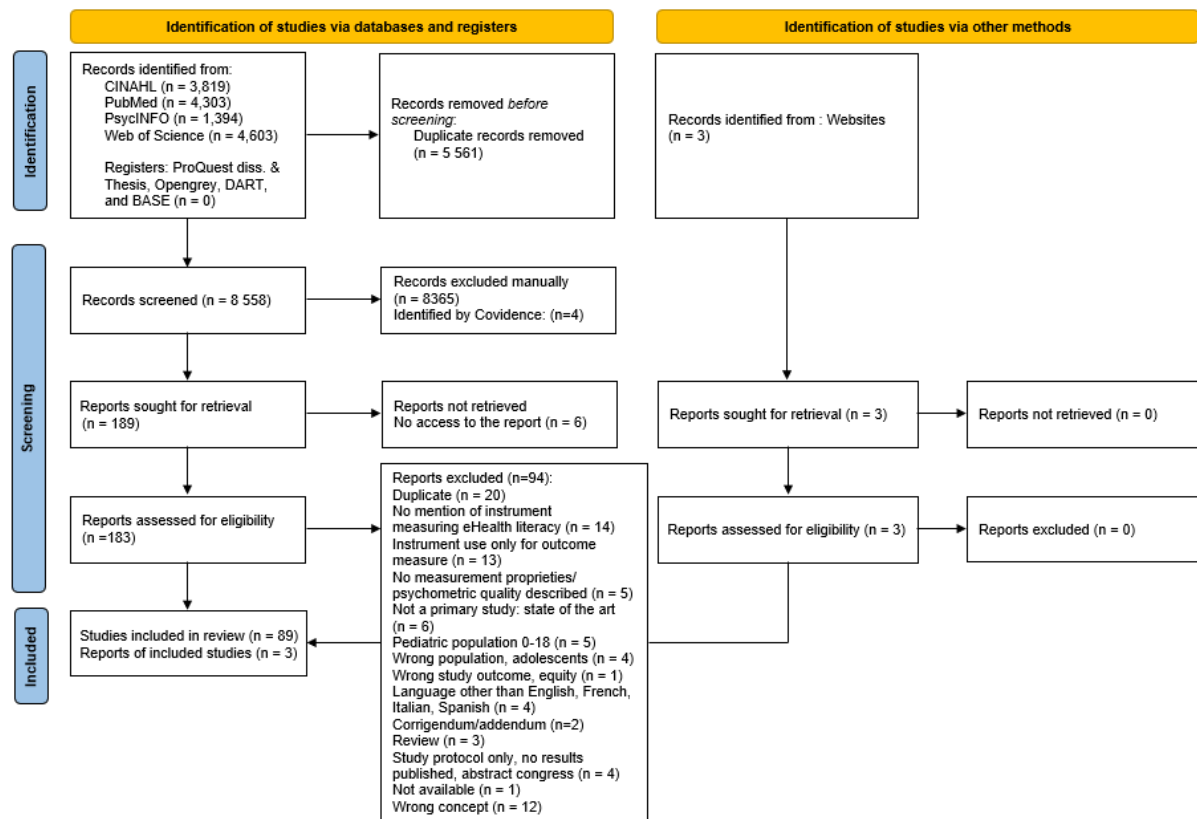 Identification of studies via databases and registers
Identification of studies via other methods
Identification
Records identified from:
CINAHL (n = 3,819)
PubMed (n = 4,303)
PsycINFO (n = 1,394)
Web of Science (n = 4,603)
Registers: ProQuest diss. &
Thesis, Opengrey, DART,
and BASE (n = 0)
Records removed before
screening:
Duplicate records removed
(n = 5 561)
Records identified from : Websites
(n = 3)
Screening
Records screened (n = 8 558)
Records excluded manually
(n = 8365)
Identified by Covidence: (n=4)
Reports sought for retrieval
(n = 189)
Reports not retrieved
No access to the report (n = 6)
Reports sought for retrieval (n = 3)
Reports not retrieved (n = 0)
Reports assessed for eligibility
(n =183)
Reports excluded (n=94):
Duplicate (n = 20)
No mention of instrument
measuring eHealth literacy (n = 14)
Instrument use only for outcome
measure (n = 13)
No measurement proprieties/
psychometric quality described (n = 5)
Not a primary study: state of the art
(n = 6)
Pediatric population 0-18 (n = 5)
Wrong population, adolescents (n = 4)
Wrong study outcome, equity (n = 1)
Language other than English, French,
Italian, Spanish (n = 4)
Corrigendum/addendum (n=2)
Review (n = 3)
Study protocol only, no results
published, abstract congress (n = 4)
Not available (n = 1)
Wrong concept (n = 12)
Reports assessed for eligibility (n = 3)
Reports excluded (n = 0)
Included
Studies included in review (n = 89)
Reports of included studies (n = 3)